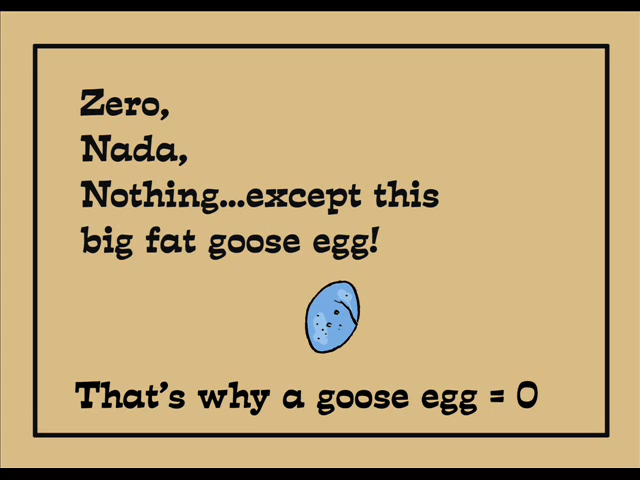 Zero,
Nada,
Nothing...except this
big fat goose egg!
That's why a goose egg = 0